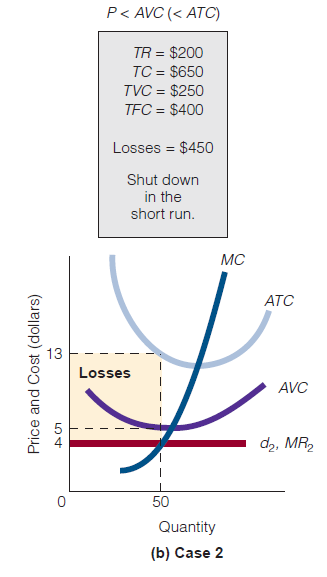 P < AVC (< ATC)
TR = $200
TC = $650
TVC = $250
TFC = $400
Losses = $450
Shut down
in the
short run.
MC
ATC
13
Losses
AVC
5
4
d₂, MR₂
0
50
Price and Cost (dollars)
Quantity
(b) Case 2